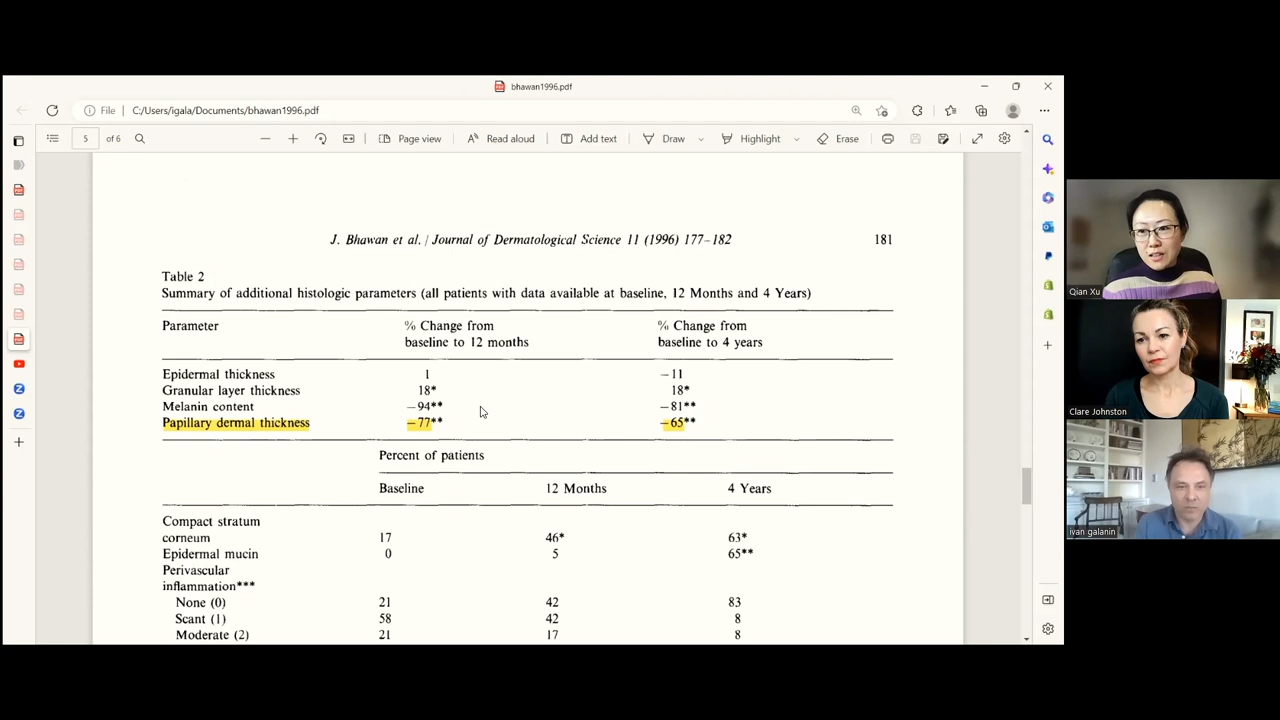 bhawan1996.pdf
File | C:/Users/igala/Documents/bhawan1996.pdf
5 of 6 Page view Read aloud Add text Draw Highlight Erase
J. Bhawan et al. / Journal of Dermatological Science 11 (1996) 177–182 181
Table 2
Summary of additional histologic parameters (all patients with data available at baseline, 12 Months and 4 Years)
Parameter % Change from % Change from
baseline to 12 months baseline to 4 years
Epidermal thickness 1 −11
Granular layer thickness 18* 18*
Melanin content −94** −81**
Papillary dermal thickness −77** −65**
Percent of patients
Baseline 12 Months 4 Years
Compact stratum
corneum 17 46* 63*
Epidermal mucin 0 5 65**
Perivascular
inflammation***
None (0) 21 42 83
Scant (1) 58 42 8
Moderate (2) 21 17 8
Qian Xu
Clare Johnston
ivan galanin